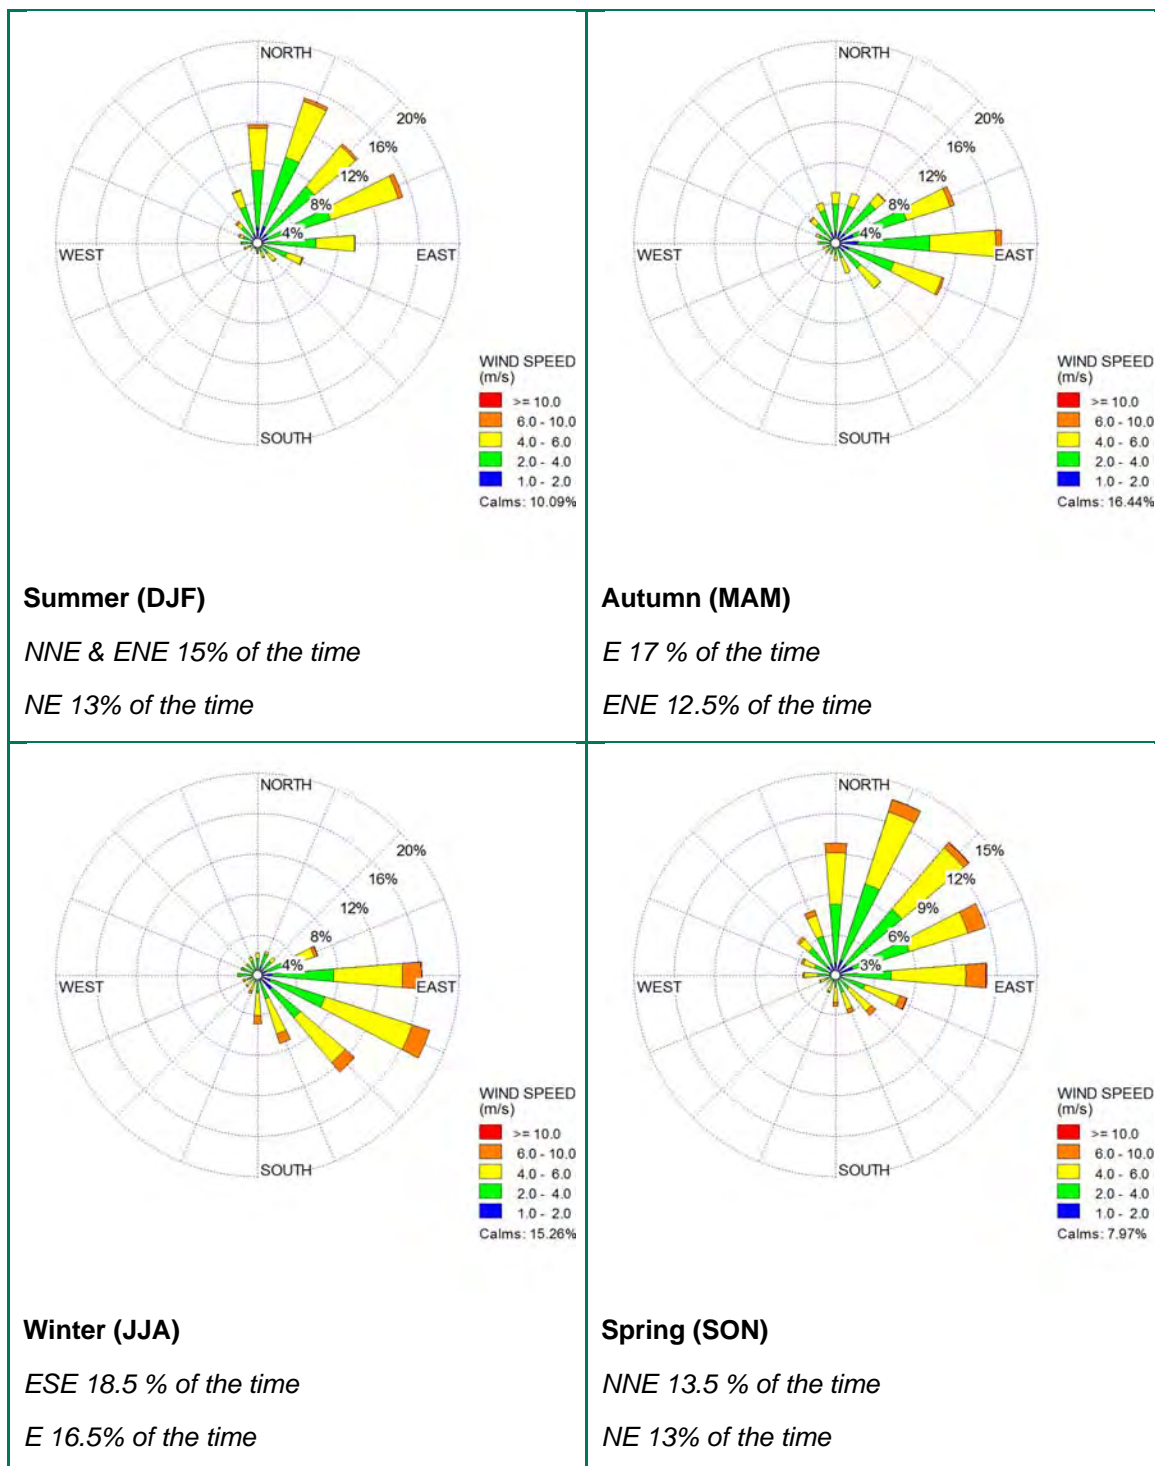 NORTH
20%
16%
12%
8%
4%
WEST
EAST
SOUTH
WIND SPEED
(m/s)
>= 10.0
6.0 - 10.0
4.0 - 6.0
2.0 - 4.0
1.0 - 2.0
Calms: 10.09%
Summer (DJF)
NNE & ENE 15% of the time
NE 13% of the time
NORTH
20%
16%
12%
8%
4%
WEST
EAST
SOUTH
WIND SPEED
(m/s)
>= 10.0
6.0 - 10.0
4.0 - 6.0
2.0 - 4.0
1.0 - 2.0
Calms: 16.44%
Autumn (MAM)
E 17 % of the time
ENE 12.5% of the time
NORTH
20%
16%
12%
8%
4%
WEST
EAST
SOUTH
WIND SPEED
(m/s)
>= 10.0
6.0 - 10.0
4.0 - 6.0
2.0 - 4.0
1.0 - 2.0
Calms: 15.26%
Winter (JJA)
ESE 18.5 % of the time
E 16.5% of the time
NORTH
15%
12%
9%
6%
3%
WEST
EAST
SOUTH
WIND SPEED
(m/s)
>= 10.0
6.0 - 10.0
4.0 - 6.0
2.0 - 4.0
1.0 - 2.0
Calms: 7.97%
Spring (SON)
NNE 13.5 % of the time
NE 13% of the time